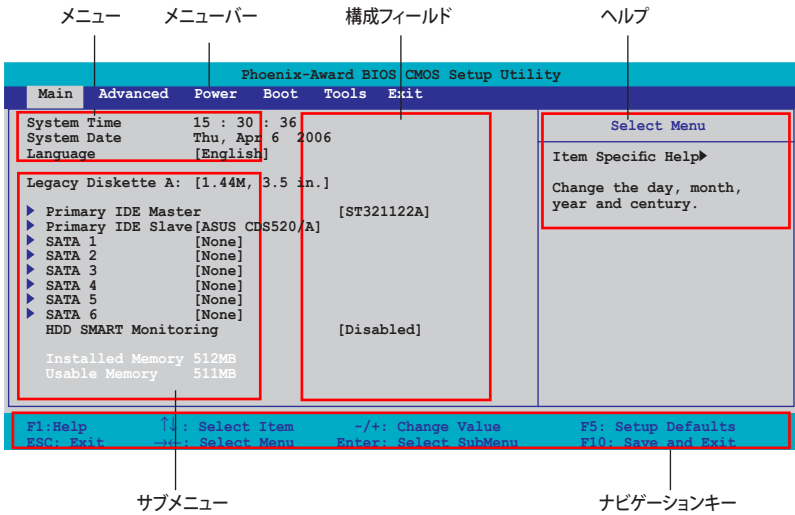 メニュー メニューバー 構成フィールド ヘルプ
Phoenix-Award BIOS CMOS Setup Utility
Main Advanced Power Boot Tools Exit
System Time 15 : 30 : 36
System Date Thu, Apr 6 2006
Language [English]
Legacy Diskette A: [1.44M, 3.5 in.]
Primary IDE Master [ST321122A]
Primary IDE Slave[ASUS CDS520/A]
SATA 1 [None]
SATA 2 [None]
SATA 3 [None]
SATA 4 [None]
SATA 5 [None]
SATA 6 [None]
HDD SMART Monitoring [Disabled]
Installed Memory 512MB
Usable Memory 511MB
Select Menu
Item Specific Help▶
Change the day, month,
year and century.
F1:Help ↑↓: Select Item -/+: Change Value F5: Setup Defaults
ESC: Exit →←: Select Menu Enter: Select SubMenu F10: Save and Exit
サブメニュー ナビゲーションキー